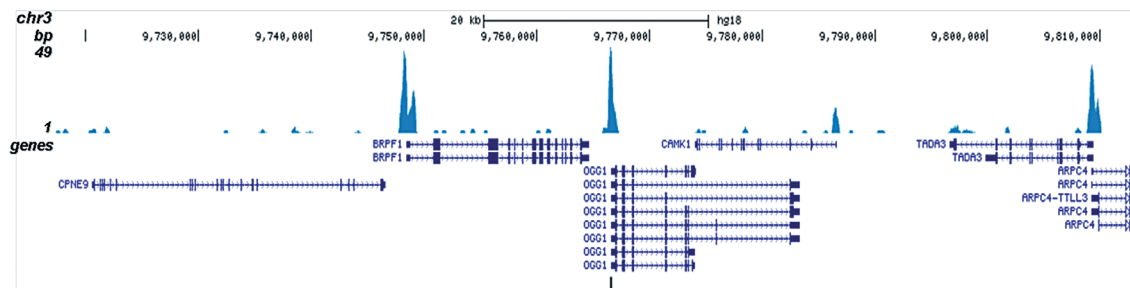 chr3 20 kb hg18
bp 9,730,000 9,740,000 9,750,000 9,760,000 9,770,000 9,780,000 9,790,000 9,800,000 9,810,000
49
1
genes BRPF1 CAMK1 TADA3
BRPF1 TADA3
OGG1 ARPC4
CPNE9 OGG1 ARPC4
OGG1 ARPC4-TTLL3
OGG1 ARPC4
OGG1 ARPC4
OGG1
OGG1
OGG1